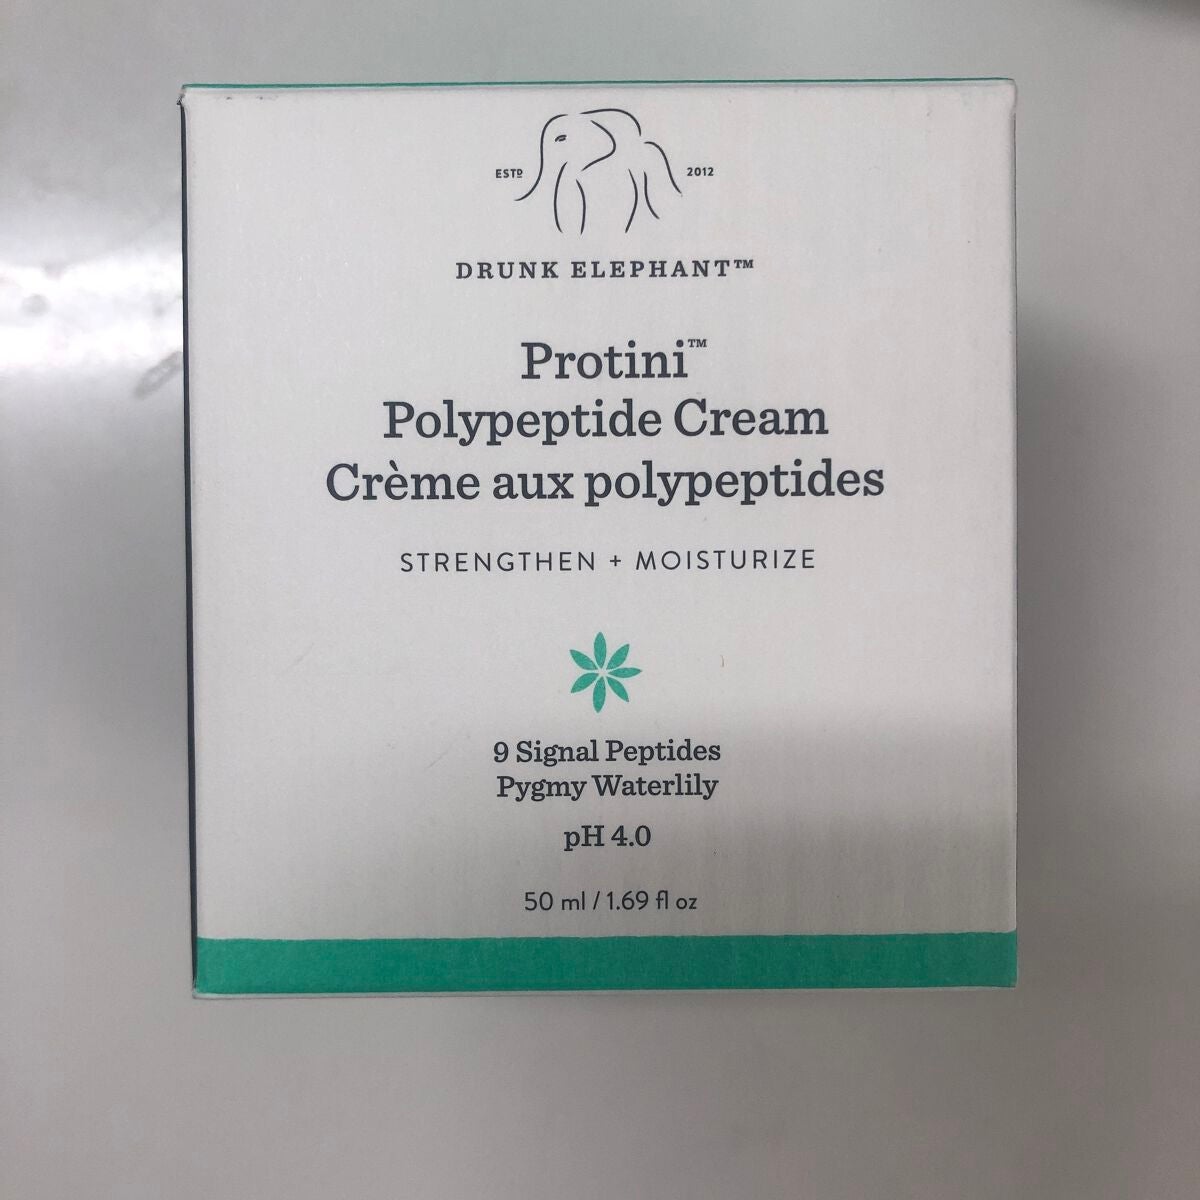 ESTD 2012
DRUNK ELEPHANT™
Protini™
Polypeptide Cream
Crème aux polypeptides
STRENGTHEN + MOISTURIZE
9 Signal Peptides
Pygmy Waterlily
pH 4.0
50 ml / 1.69 fl oz